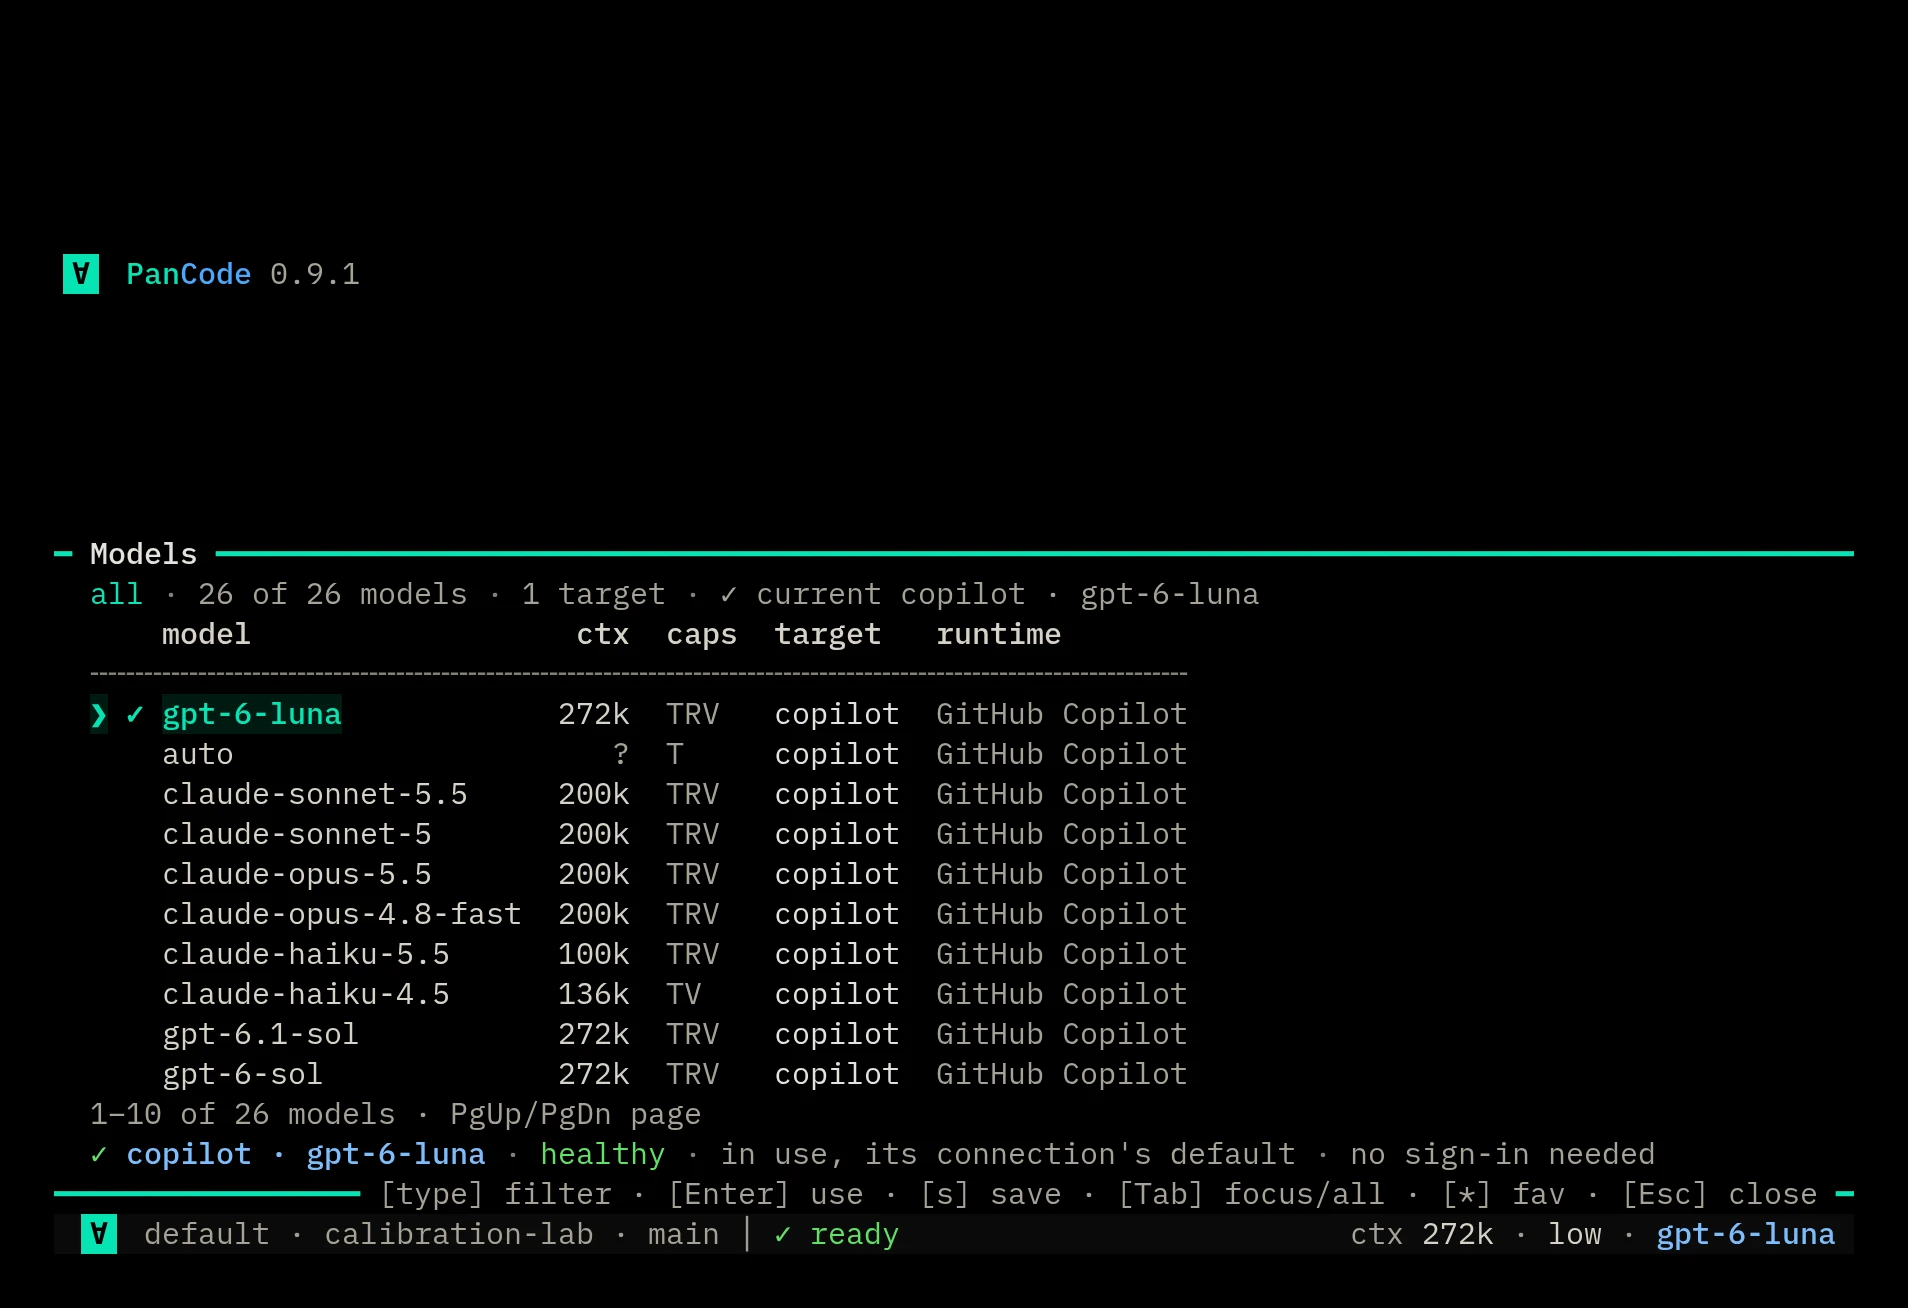 ∀ PanCode 0.9.1
Models
all · 26 of 26 models · 1 target · ✓ current copilot · gpt-6-luna
model ctx caps target runtime
❯ ✓ gpt-6-luna 272k TRV copilot GitHub Copilot
auto ? T copilot GitHub Copilot
claude-sonnet-5.5 200k TRV copilot GitHub Copilot
claude-sonnet-5 200k TRV copilot GitHub Copilot
claude-opus-5.5 200k TRV copilot GitHub Copilot
claude-opus-4.8-fast 200k TRV copilot GitHub Copilot
claude-haiku-5.5 100k TRV copilot GitHub Copilot
claude-haiku-4.5 136k TV copilot GitHub Copilot
gpt-6.1-sol 272k TRV copilot GitHub Copilot
gpt-6-sol 272k TRV copilot GitHub Copilot
1–10 of 26 models · PgUp/PgDn page
✓ copilot · gpt-6-luna · healthy · in use, its connection's default · no sign-in needed
[type] filter · [Enter] use · [s] save · [Tab] focus/all · [*] fav · [Esc] close
∀ default · calibration-lab · main │ ✓ ready ctx 272k · low · gpt-6-luna